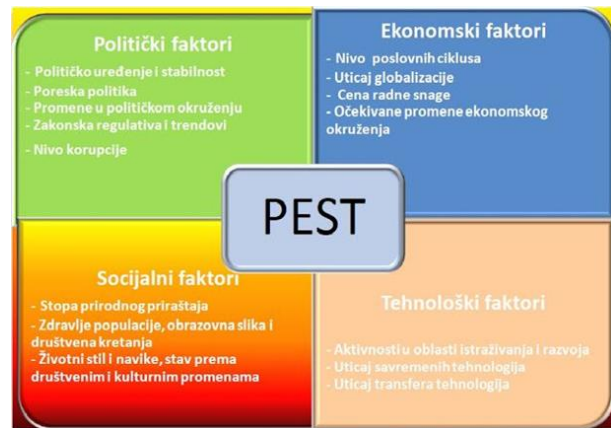 Politički faktori
- Političko uređenje i stabilnost
- Poreska politika
- Promene u političkom okruženju
- Zakonska regulativa i trendovi
- Nivo korupcije
Ekonomski faktori
- Nivo poslovnih ciklusa
- Uticaj globalizacije
- Cena radne snage
- Očekivane promene ekonomskog
okruženja
PEST
Socijalni faktori
- Stopa prirodnog priraštaja
- Zdravlje populacije, obrazovna slika i
društvena kretanja
- Životni stil i navike, stav prema
društvenim i kulturnim promenama
Tehnološki faktori
- Aktivnosti u oblasti istraživanja i razvoja
- Uticaj savremenih tehnologija
- Uticaj transfera tehnologija